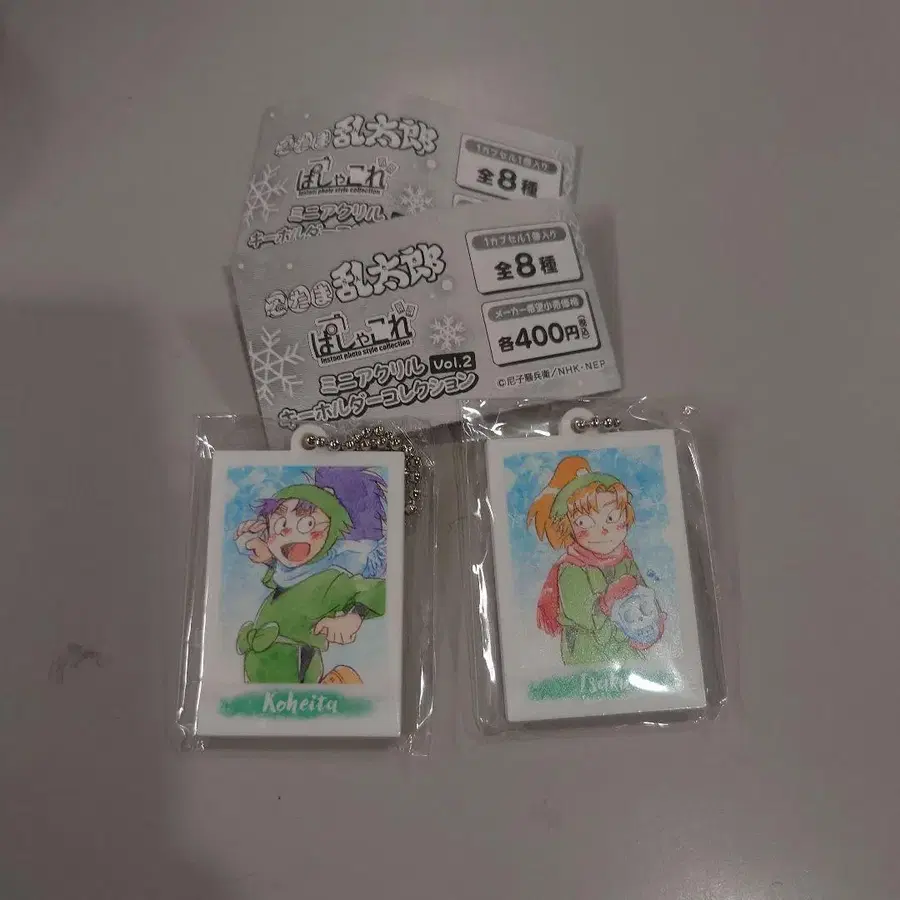 忍たま乱太郎
ぱしゃこれ
Instant photo style collection
ミニアクリル
キーホルダーコレクション
1カプセル1個入り
全8種
忍たま乱太郎
ぱしゃこれ
Instant photo style collection
ミニアクリル Vol.2
キーホルダーコレクション
1カプセル1個入り
全8種
メーカー希望小売価格
各400円(税込)
©尼子騒兵衛/NHK・NEP
Koheita
Isaku